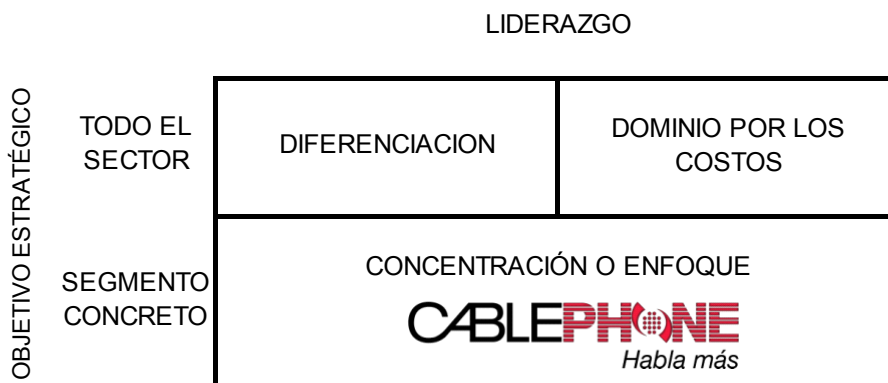 LIDERAZGO
OBJETIVO ESTRATÉGICO
TODO EL
SECTOR
DIFERENCIACION
DOMINIO POR LOS
COSTOS
SEGMENTO
CONCRETO
CONCENTRACIÓN O ENFOQUE
CABLEPHONE
Habla más